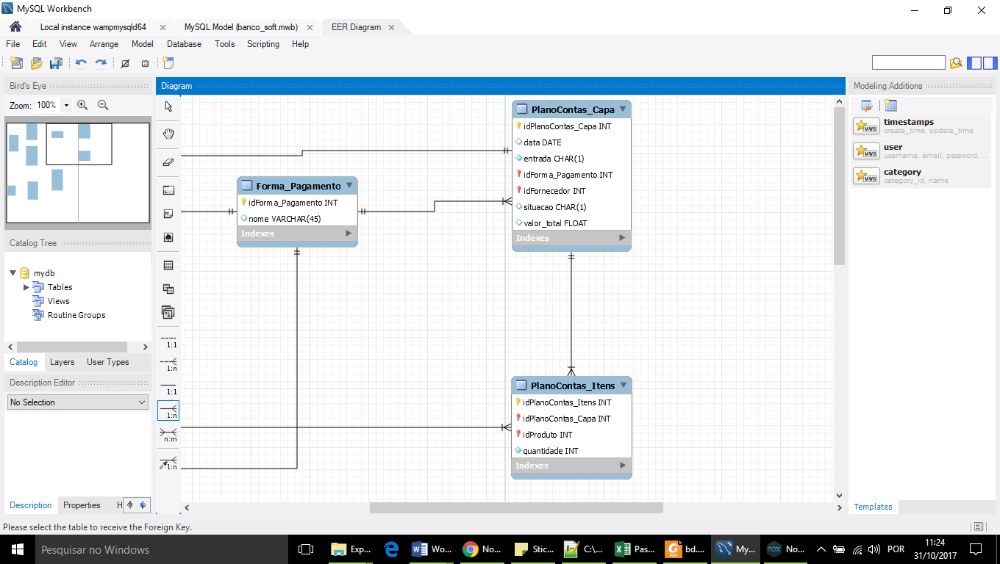 MySQL Workbench
Local instance wampmysqld64
MySQL Model (banco_soft.mwb)
EER Diagram
File Edit View Arrange Model Database Tools Scripting Help
Bird's Eye
Zoom: 100%
Catalog Tree
mydb
Tables
Views
Routine Groups
Catalog Layers User Types
Description Editor
No Selection
Description Properties H
Diagram
1:1
1:n
1:1
1:n
n:m
1:n
Forma_Pagamento
idForma_Pagamento INT
nome VARCHAR(45)
Indexes
PlanoContas_Capa
idPlanoContas_Capa INT
data DATE
entrada CHAR(1)
idForma_Pagamento INT
idFornecedor INT
situacao CHAR(1)
valor_total FLOAT
Indexes
PlanoContas_Itens
idPlanoContas_Itens INT
idPlanoContas_Capa INT
idProduto INT
quantidade INT
Indexes
Modeling Additions
timestamps
create_time, update_time
user
username, email, password, ...
category
category_id, name
Templates
Please select the table to receive the Foreign Key.
Pesquisar no Windows
Exp...
Wo...
No...
Stic...
C:\...
Pas...
bd....
My...
No...
POR
11:24
31/10/2017